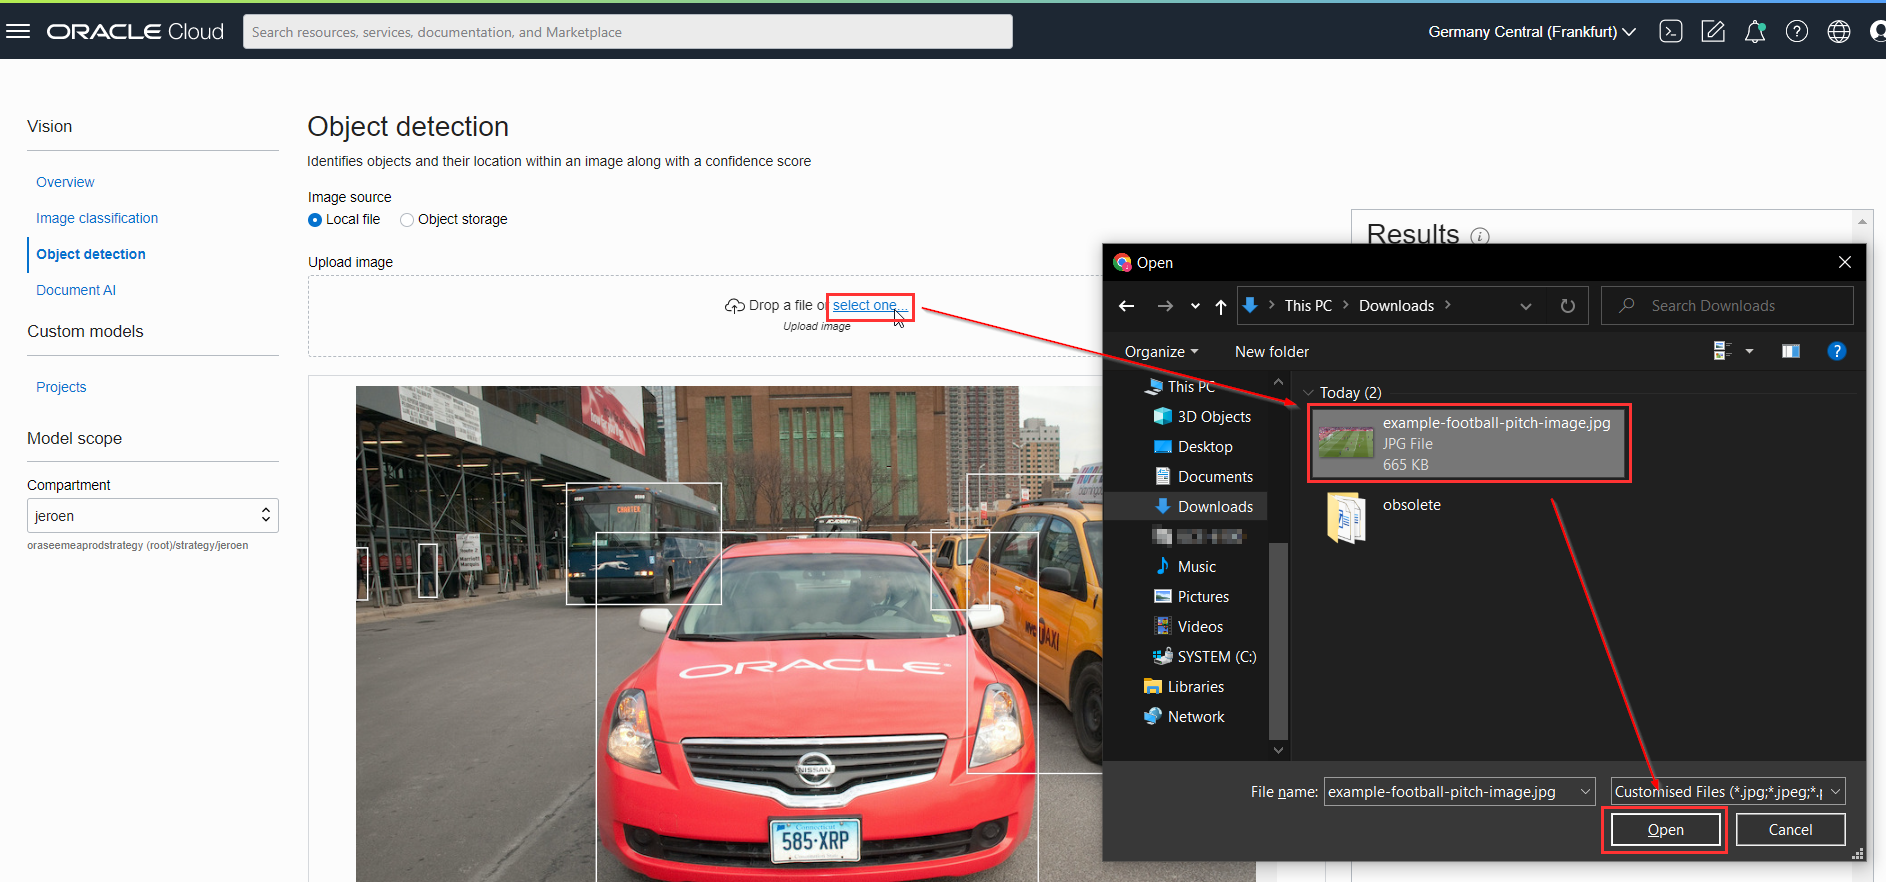 ORACLE Cloud
Search resources, services, documentation, and Marketplace
Germany Central (Frankfurt)
Vision
Overview
Image classification
Object detection
Document AI
Custom models
Projects
Model scope
Compartment
jeroen
oraseemeaprodstrategy (root)/strategy/jeroen
Object detection
Identifies objects and their location within an image along with a confidence score
Image source
Local file
Object storage
Upload image
Drop a file or select one...
Upload image
CHARTER
ACADEMY
TAXI
ORACLE
NISSAN
Connecticut
585-XRP
Results
Open
This PC
Downloads
Search Downloads
Organize
New folder
This PC
3D Objects
Desktop
Documents
Downloads
Music
Pictures
Videos
SYSTEM (C:)
Libraries
Network
Today (2)
example-football-pitch-image.jpg
JPG File
665 KB
obsolete
File name:
example-football-pitch-image.jpg
Customised Files (*.jpg;*.jpeg;*.
Open
Cancel